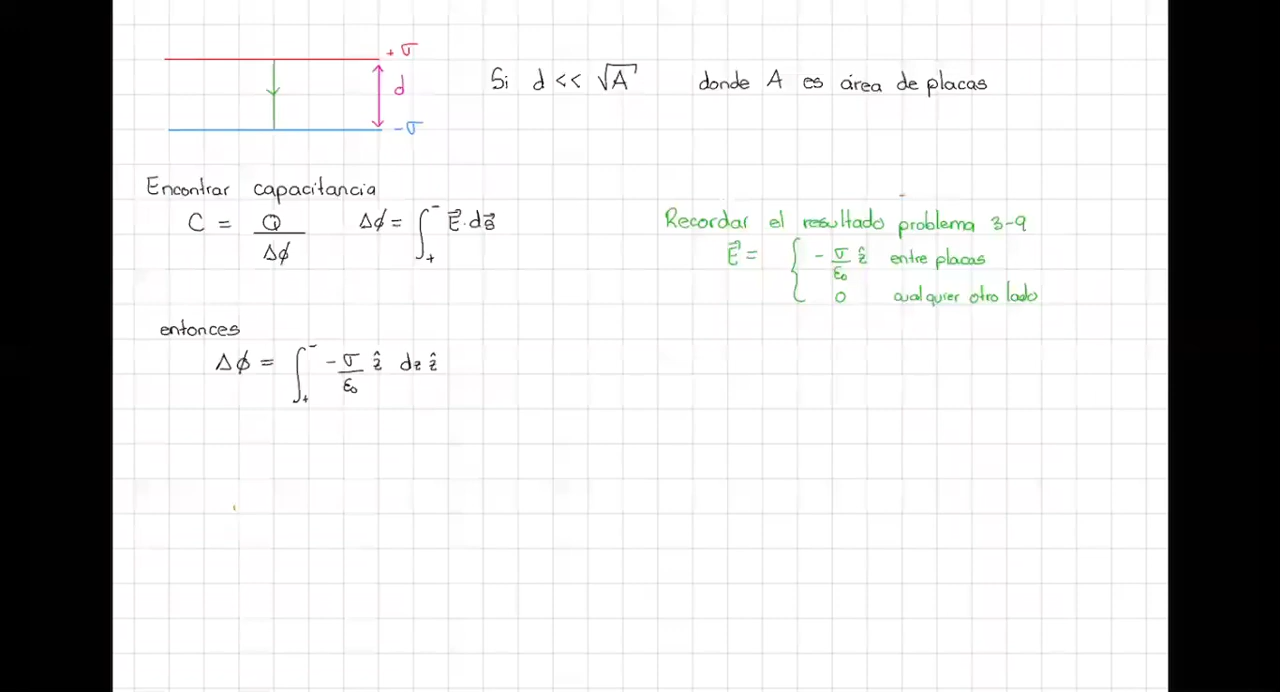 +σ
d
-σ
Si d << √A donde A es área de placas
Encontrar capacitancia
C = Q/Δϕ Δϕ = ∫₊⁻ E⃗·ds⃗
Recordar el resultado problema 3-9
E⃗ = { -σ/ε₀ ẑ entre placas
0 cualquier otro lado
entonces
Δϕ = ∫₊⁻ -σ/ε₀ ẑ dz ẑ